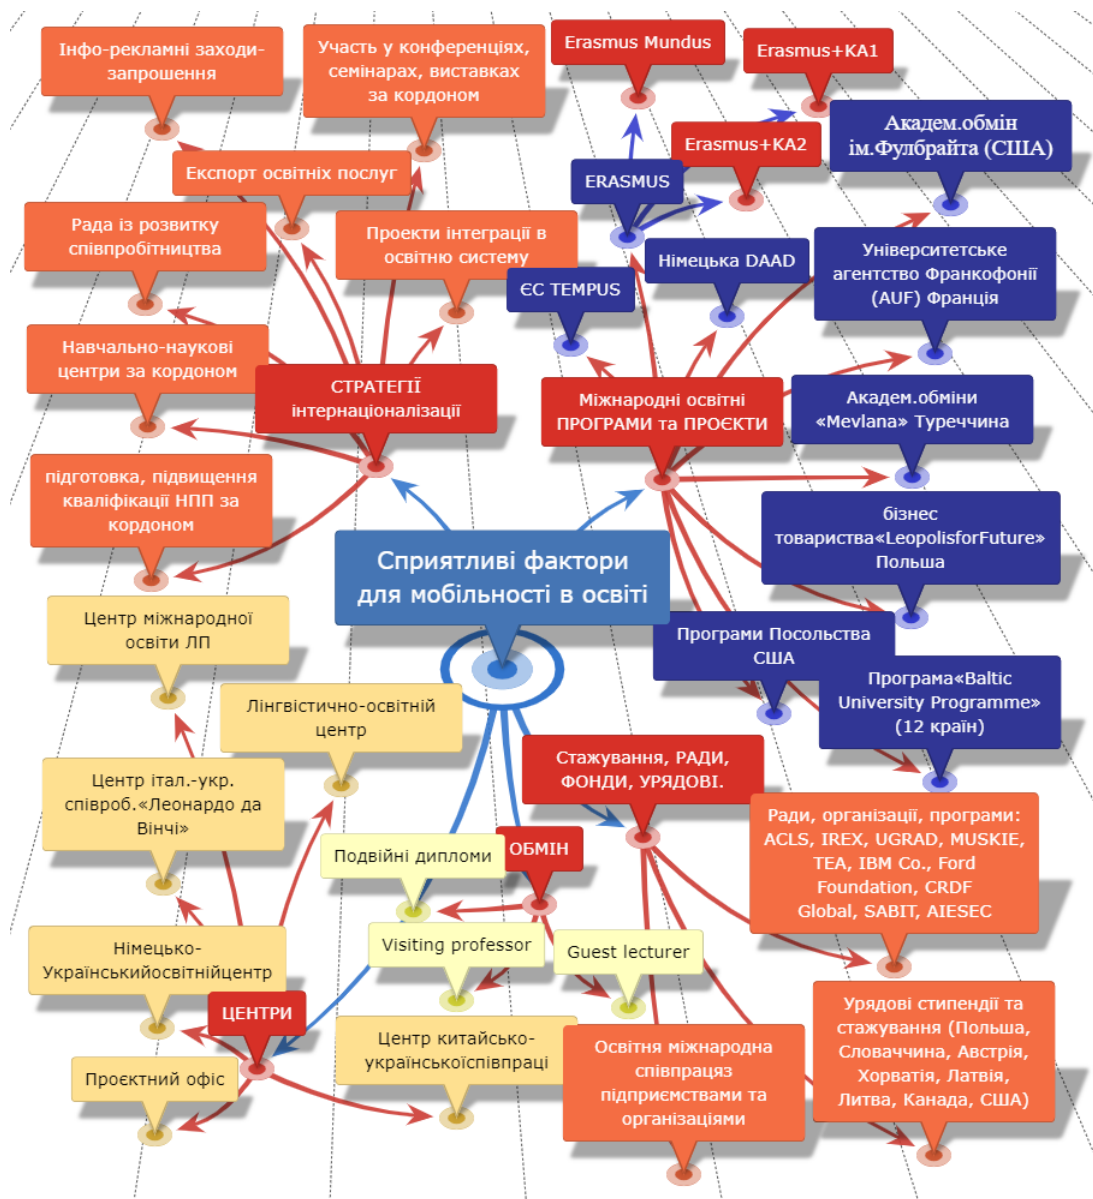 Інфо-рекламні заходи-
запрошення
Участь у конференціях,
семінарах, виставках
за кордоном
Erasmus Mundus
Erasmus+KA1
Академ.обмін
ім.Фулбрайта (США)
Erasmus+KA2
ERASMUS
Експорт освітніх послуг
Рада із розвитку
співпробітництва
Проекти інтеграції в
освітню систему
Німецька DAAD
Університетське
агентство Франкофонії
(AUF) Франція
ЄС TEMPUS
Навчально-наукові
центри за кордоном
СТРАТЕГІЇ
інтернаціоналізації
Міжнародні освітні
ПРОГРАМИ та ПРОЄКТИ
Академ.обміни
«Mevlana» Туреччина
підготовка, підвищення
кваліфікації НПП за
кордоном
бізнес
товариства«LeopolisforFuture»
Польша
Сприятливі фактори
для мобільності в освіті
Центр міжнародної
освіти ЛП
Програми Посольства
США
Програма«Baltic
University Programme»
(12 країн)
Лінгвістично-освітній
центр
Стажування, РАДИ,
ФОНДИ, УРЯДОВІ.
Центр італ.-укр.
співроб.«Леонардо да
Вінчі»
Ради, організації, програми:
ACLS, IREX, UGRAD, MUSKIE,
TEA, IBM Co., Ford
Foundation, CRDF
Global, SABIT, AIESEC
Подвійні дипломи
ОБМІН
Німецько-
Українськийосвітнійцентр
Visiting professor
Guest lecturer
ЦЕНТРИ
Центр китайсько-
українськоїспівпраці
Проєктний офіс
Освітня міжнародна
співпрацяз
підприємствами та
організаціями
Урядові стипендії та
стажування (Польша,
Словаччина, Австрія,
Хорватія, Латвія,
Литва, Канада, США)